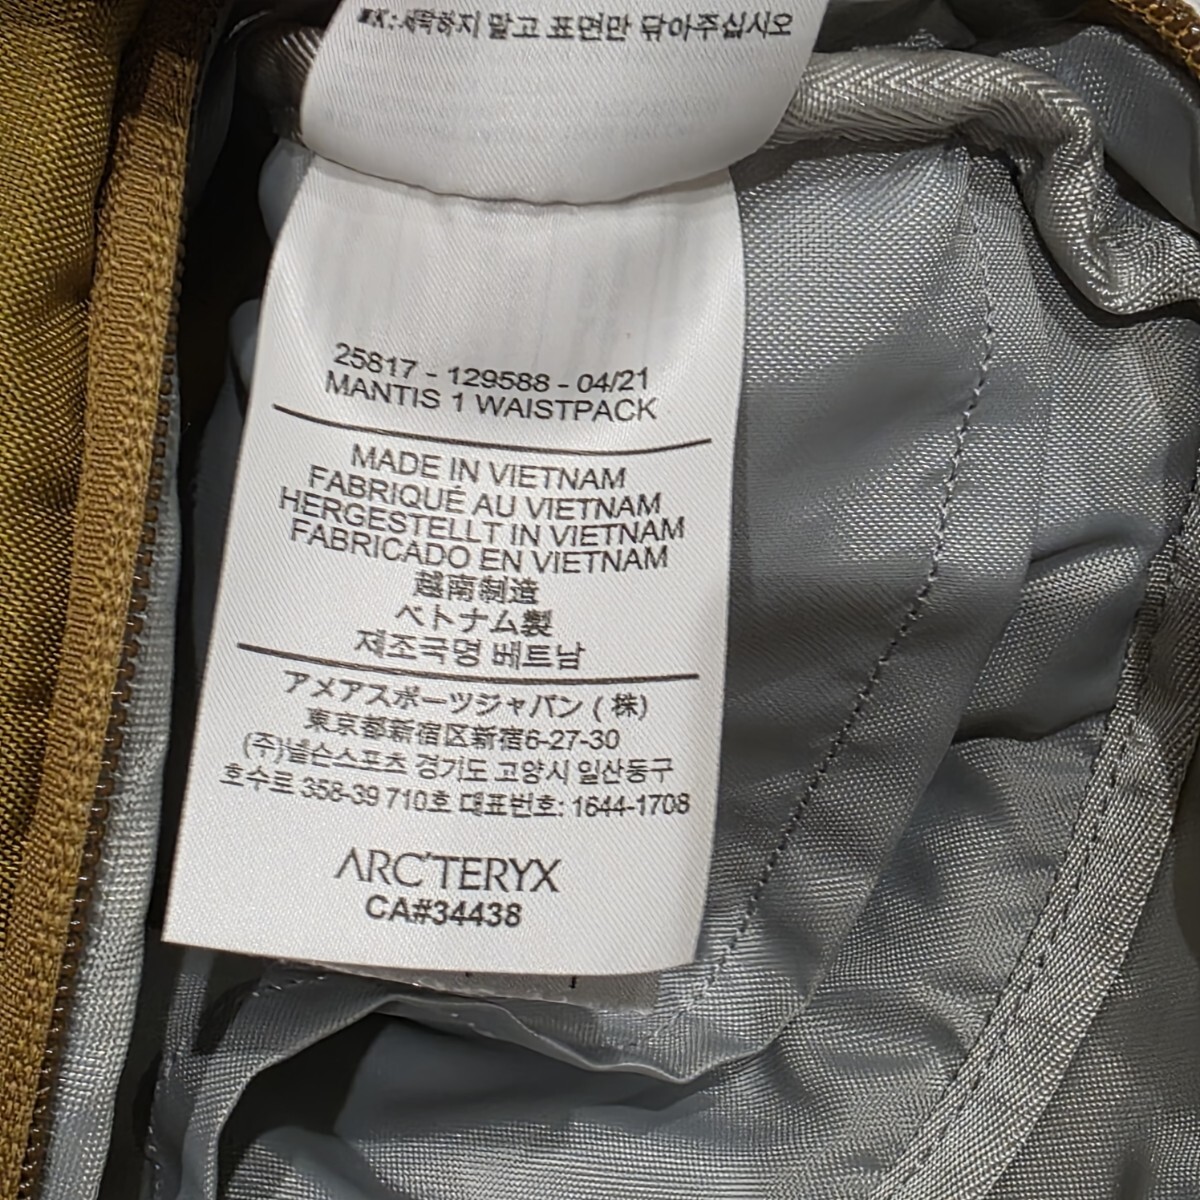 세탁하지 말고 표면만 닦아주십시오
25817 - 129588 - 04/21
MANTIS 1 WAISTPACK
MADE IN VIETNAM
FABRIQUÉ AU VIETNAM
HERGESTELLT IN VIETNAM
FABRICADO EN VIETNAM
越南制造
ベトナム製
제조국명 베트남
アメアスポーツジャパン ( 株)
東京都新宿区新宿6-27-30
(주)넬슨스포츠 경기도 고양시 일산동구
호수로 358-39 710호 대표번호: 1644-1708
ARC'TERYX
CA#34438